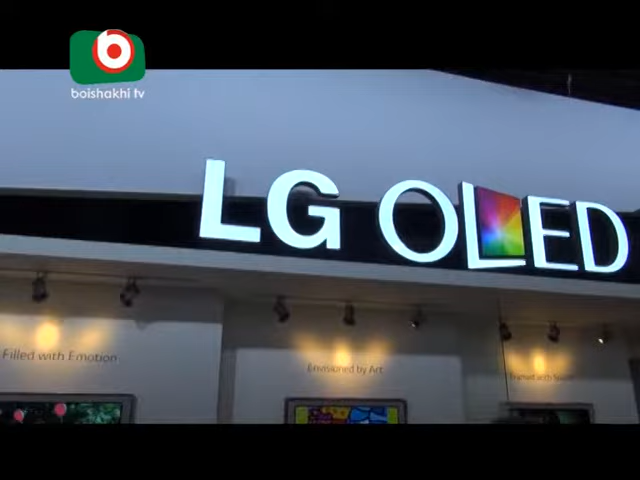 boishakhi tv
LG OLED
Filled with Emotion
Envisioned by Art